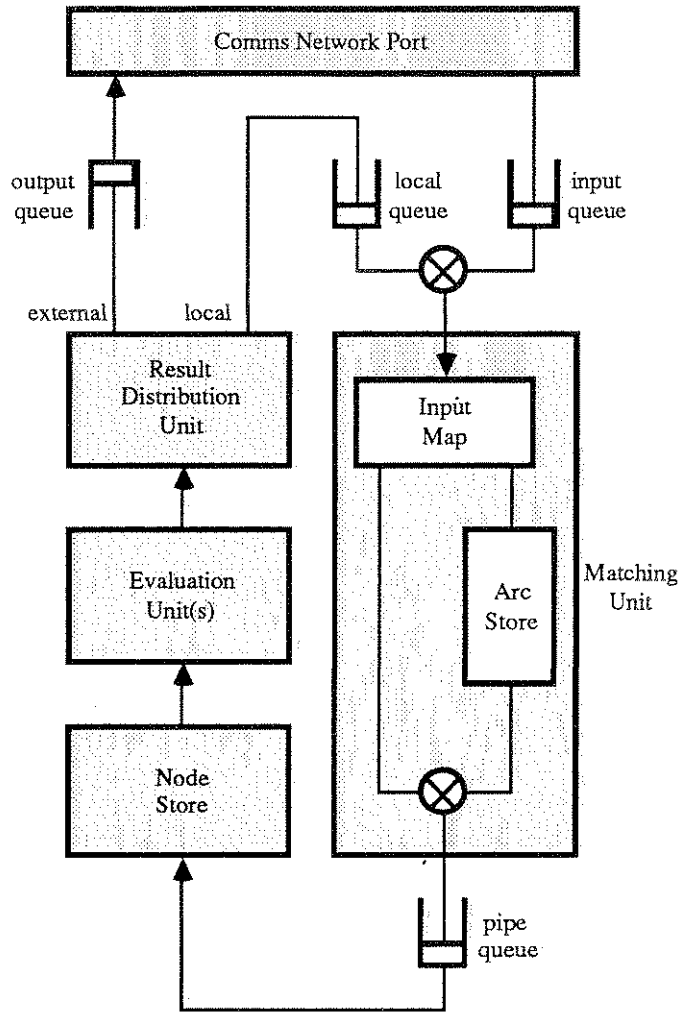 Comms Network Port
output
queue
local
queue
input
queue
external
local
Result
Distribution
Unit
Input
Map
Evaluation
Unit(s)
Arc
Store
Matching
Unit
Node
Store
pipe
queue